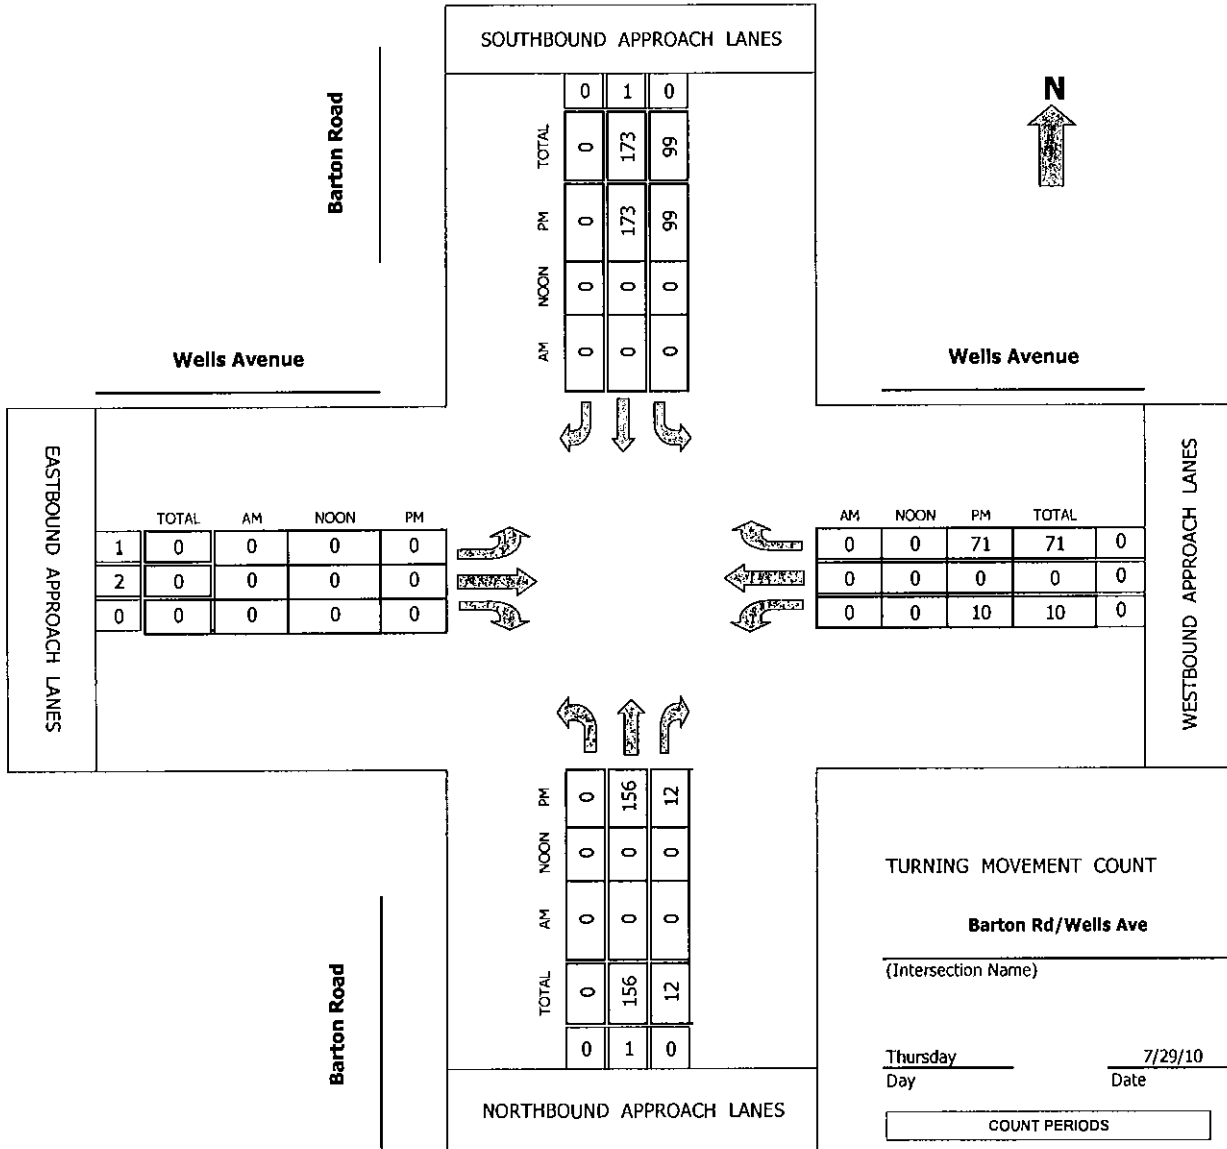 SOUTHBOUND APPROACH LANES
0 1 0
TOTAL 0 173 99
PM 0 173 99
NOON 0 0 0
AM 0 0 0
Barton Road
N
Wells Avenue
Wells Avenue
EASTBOUND APPROACH LANES
TOTAL AM NOON PM
1 0 0 0 0
2 0 0 0 0
0 0 0 0 0
AM NOON PM TOTAL
0 0 71 71 0
0 0 0 0 0
0 0 10 10 0
WESTBOUND APPROACH LANES
PM 0 156 12
NOON 0 0 0
AM 0 0 0
TOTAL 0 156 12
0 1 0
NORTHBOUND APPROACH LANES
Barton Road
TURNING MOVEMENT COUNT
Barton Rd/Wells Ave
(Intersection Name)
Thursday 7/29/10
Day Date
COUNT PERIODS